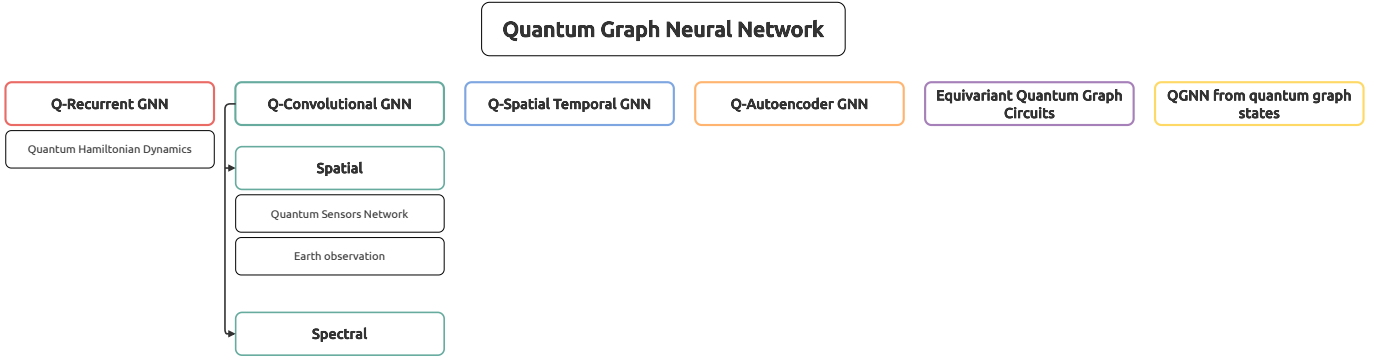 Quantum Graph Neural Network
Q-Recurrent GNN
Quantum Hamiltonian Dynamics
Q-Convolutional GNN
Spatial
Quantum Sensors Network
Earth observation
Spectral
Q-Spatial Temporal GNN
Q-Autoencoder GNN
Equivariant Quantum Graph
Circuits
QGNN from quantum graph
states